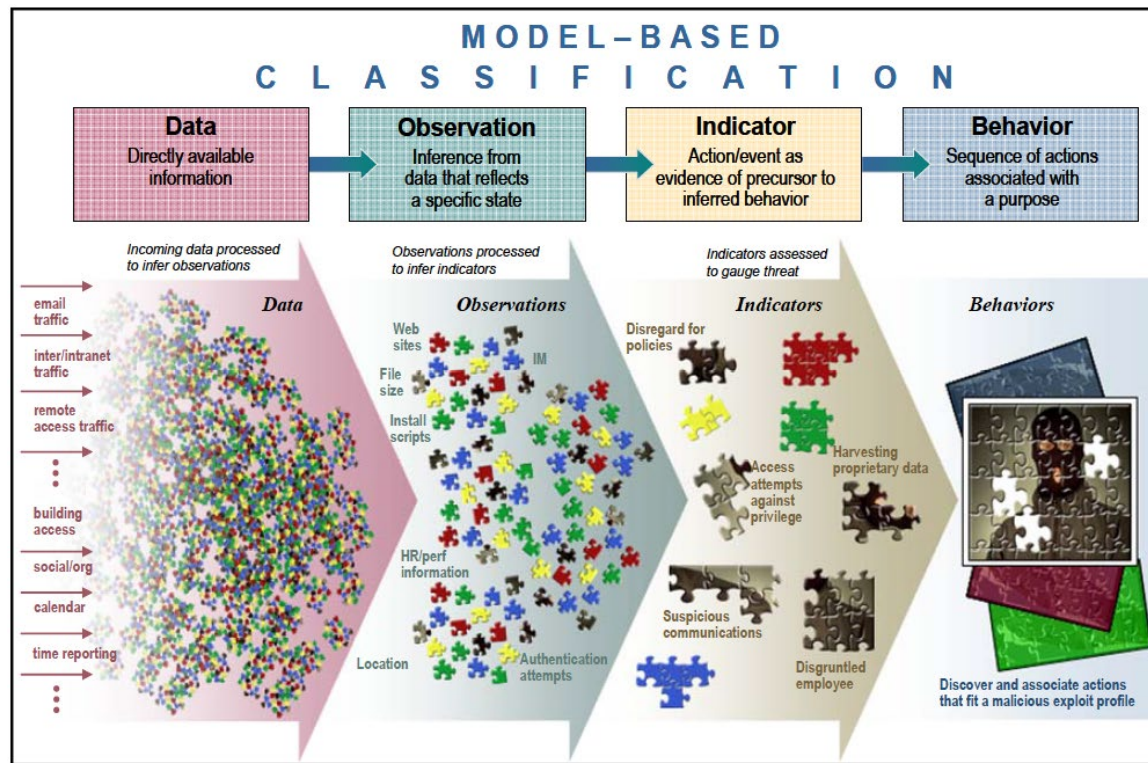 MODEL–BASED
CLASSIFICATION
Data
Directly available
information
Observation
Inference from
data that reflects
a specific state
Indicator
Action/event as
evidence of precursor to
inferred behavior
Behavior
Sequence of actions
associated with
a purpose
Incoming data processed
to infer observations
Observations processed
to infer indicators
Indicators assessed
to gauge threat
Data
Observations
Indicators
Behaviors
email
traffic
inter/intranet
traffic
remote
access traffic
building
access
social/org
calendar
time reporting
Web
sites
IM
File
size
Install
scripts
HR/perf
information
Location
Authentication
attempts
Disregard for
policies
Harvesting
proprietary data
Access
attempts
against
privilege
Suspicious
communications
Disgruntled
employee
Discover and associate actions
that fit a malicious exploit profile